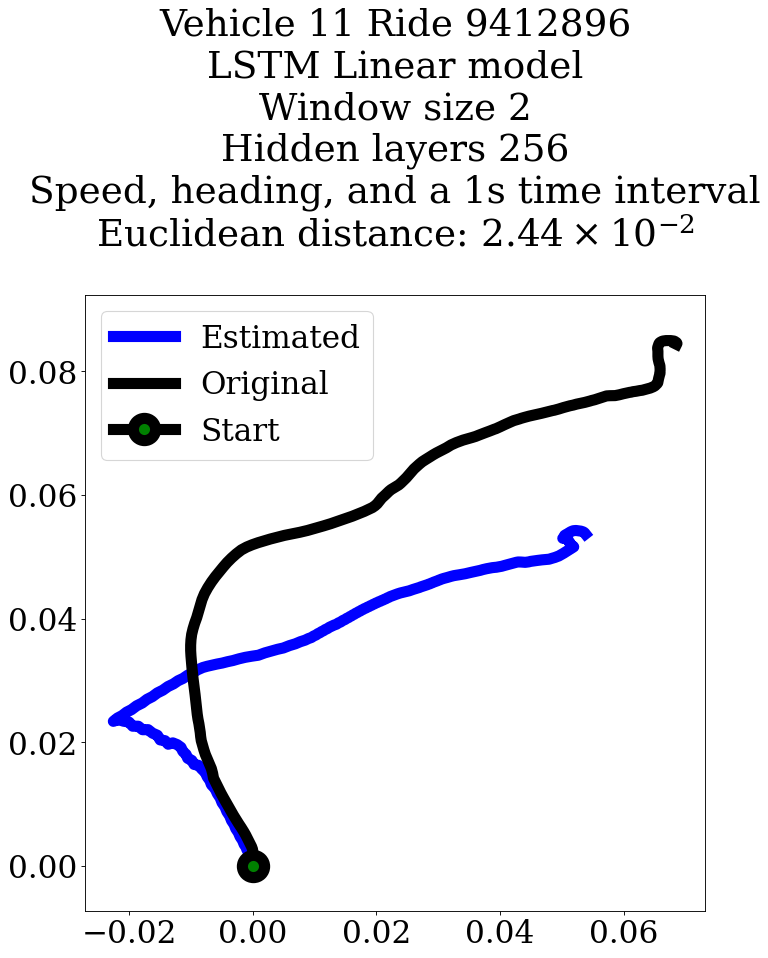 Vehicle 11 Ride 9412896
LSTM Linear model
Window size 2
Hidden layers 256
Speed, heading, and a 1s time interval
Euclidean distance: 2.44 × 10⁻²
Estimated
Original
Start
0.08
0.06
0.04
0.02
0.00
−0.02 0.00 0.02 0.04 0.06